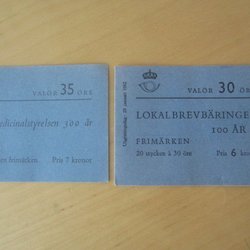 VALÖR 35 ÖRE
Medicinalstyrelsen 300 år
frimärken Pris 7 kronor
VALÖR 30 ÖRE
LOKALBREVBÄRINGE
100 ÅR
FRIMÄRKEN
20 stycken à 30 öre Pris 6 kronor